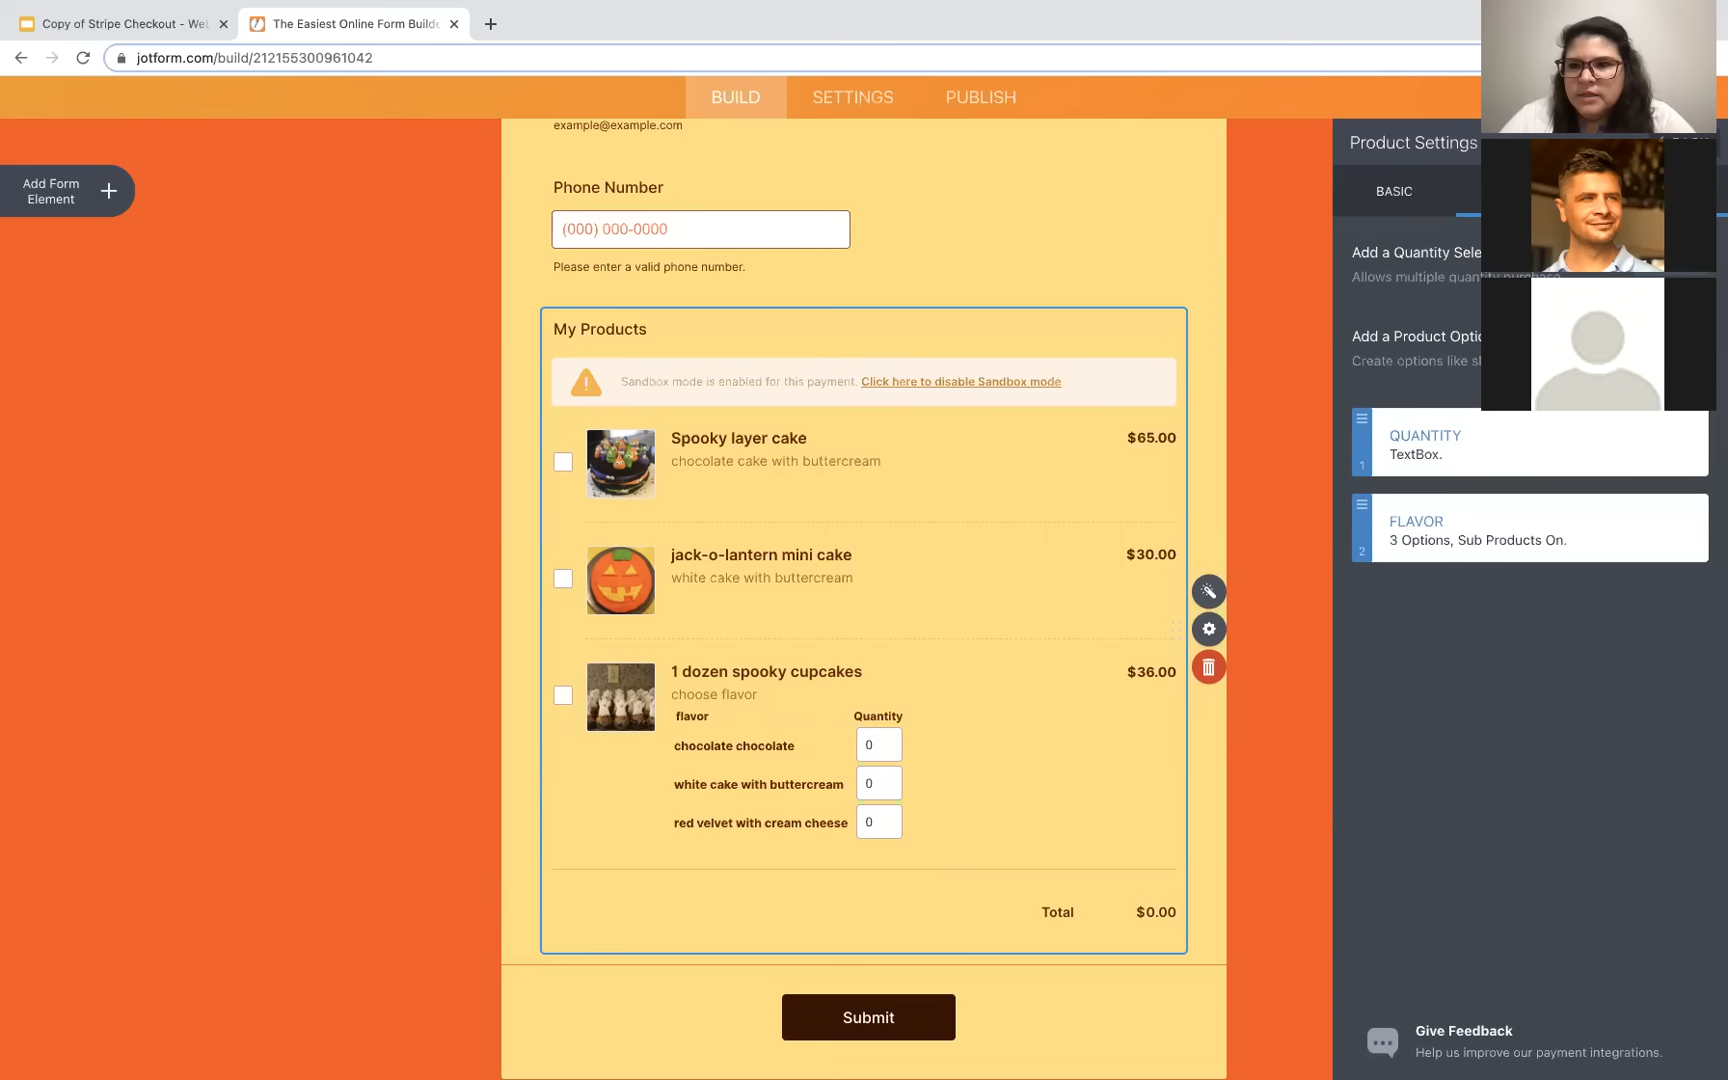 Copy of Stripe Checkout - We
The Easiest Online Form Builde
jotform.com/build/212155300961042
BUILD
SETTINGS
PUBLISH
example@example.com
Product Settings
Add Form
Element
Phone Number
BASIC
(000) 000-0000
Please enter a valid phone number.
Add a Quantity Sele
Allows multiple quantity purchase
My Products
Add a Product Optio
Create options like
Sandbox mode is enabled for this payment. Click here to disable Sandbox mode
Spooky layer cake
$65.00
chocolate cake with buttercream
QUANTITY
TextBox.
1
jack-o-lantern mini cake
$30.00
white cake with buttercream
FLAVOR
3 Options, Sub Products On.
2
1 dozen spooky cupcakes
$36.00
choose flavor
flavor Quantity
chocolate chocolate 0
white cake with buttercream 0
red velvet with cream cheese 0
Total $0.00
Submit
Give Feedback
Help us improve our payment integrations.